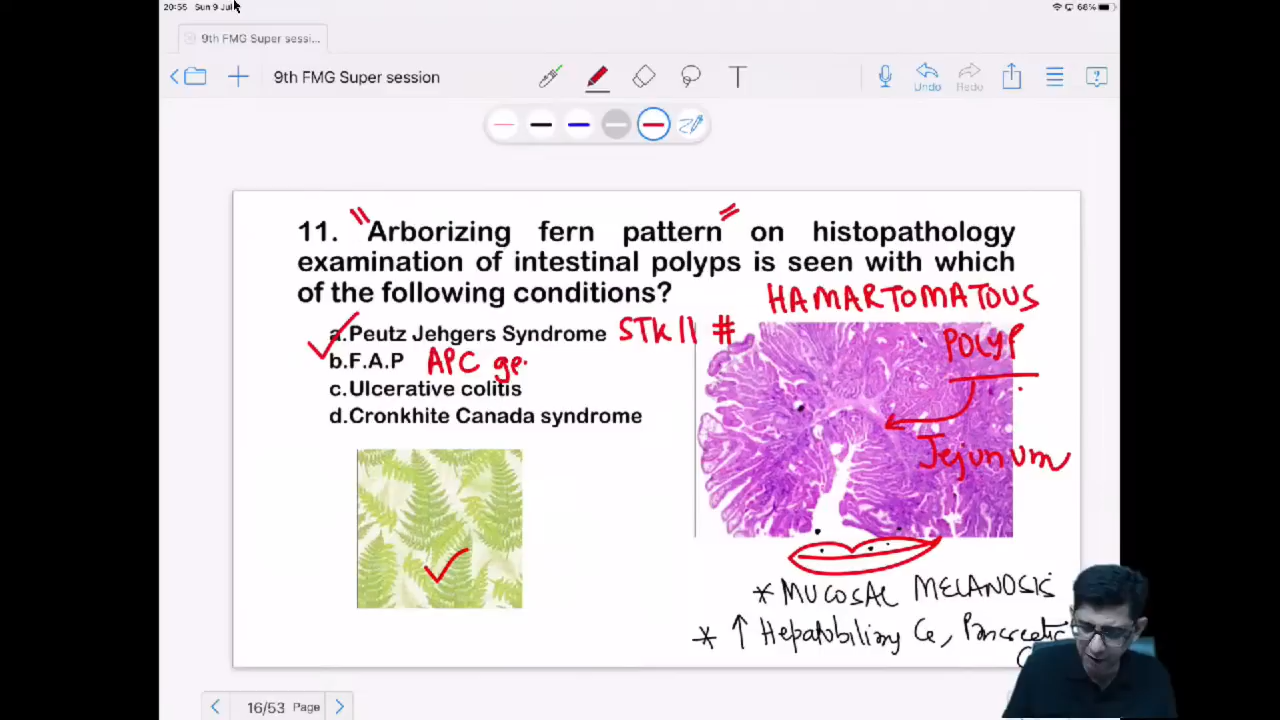 20:55 Sun 9 Jul
68%
9th FMG Super sessi...
9th FMG Super session
T
Undo
Redo
11. "Arborizing fern pattern" on histopathology
examination of intestinal polyps is seen with which
of the following conditions?
HAMARTOMATOUS
POLYP
a.Peutz Jehgers Syndrome STK11 #
b.F.A.P APC ge
c.Ulcerative colitis
d.Cronkhite Canada syndrome
Jejunum
* MUCOSAL MELANOSIS
* ↑ Hepatobiliary Ca, Pancreatic
16/53 Page